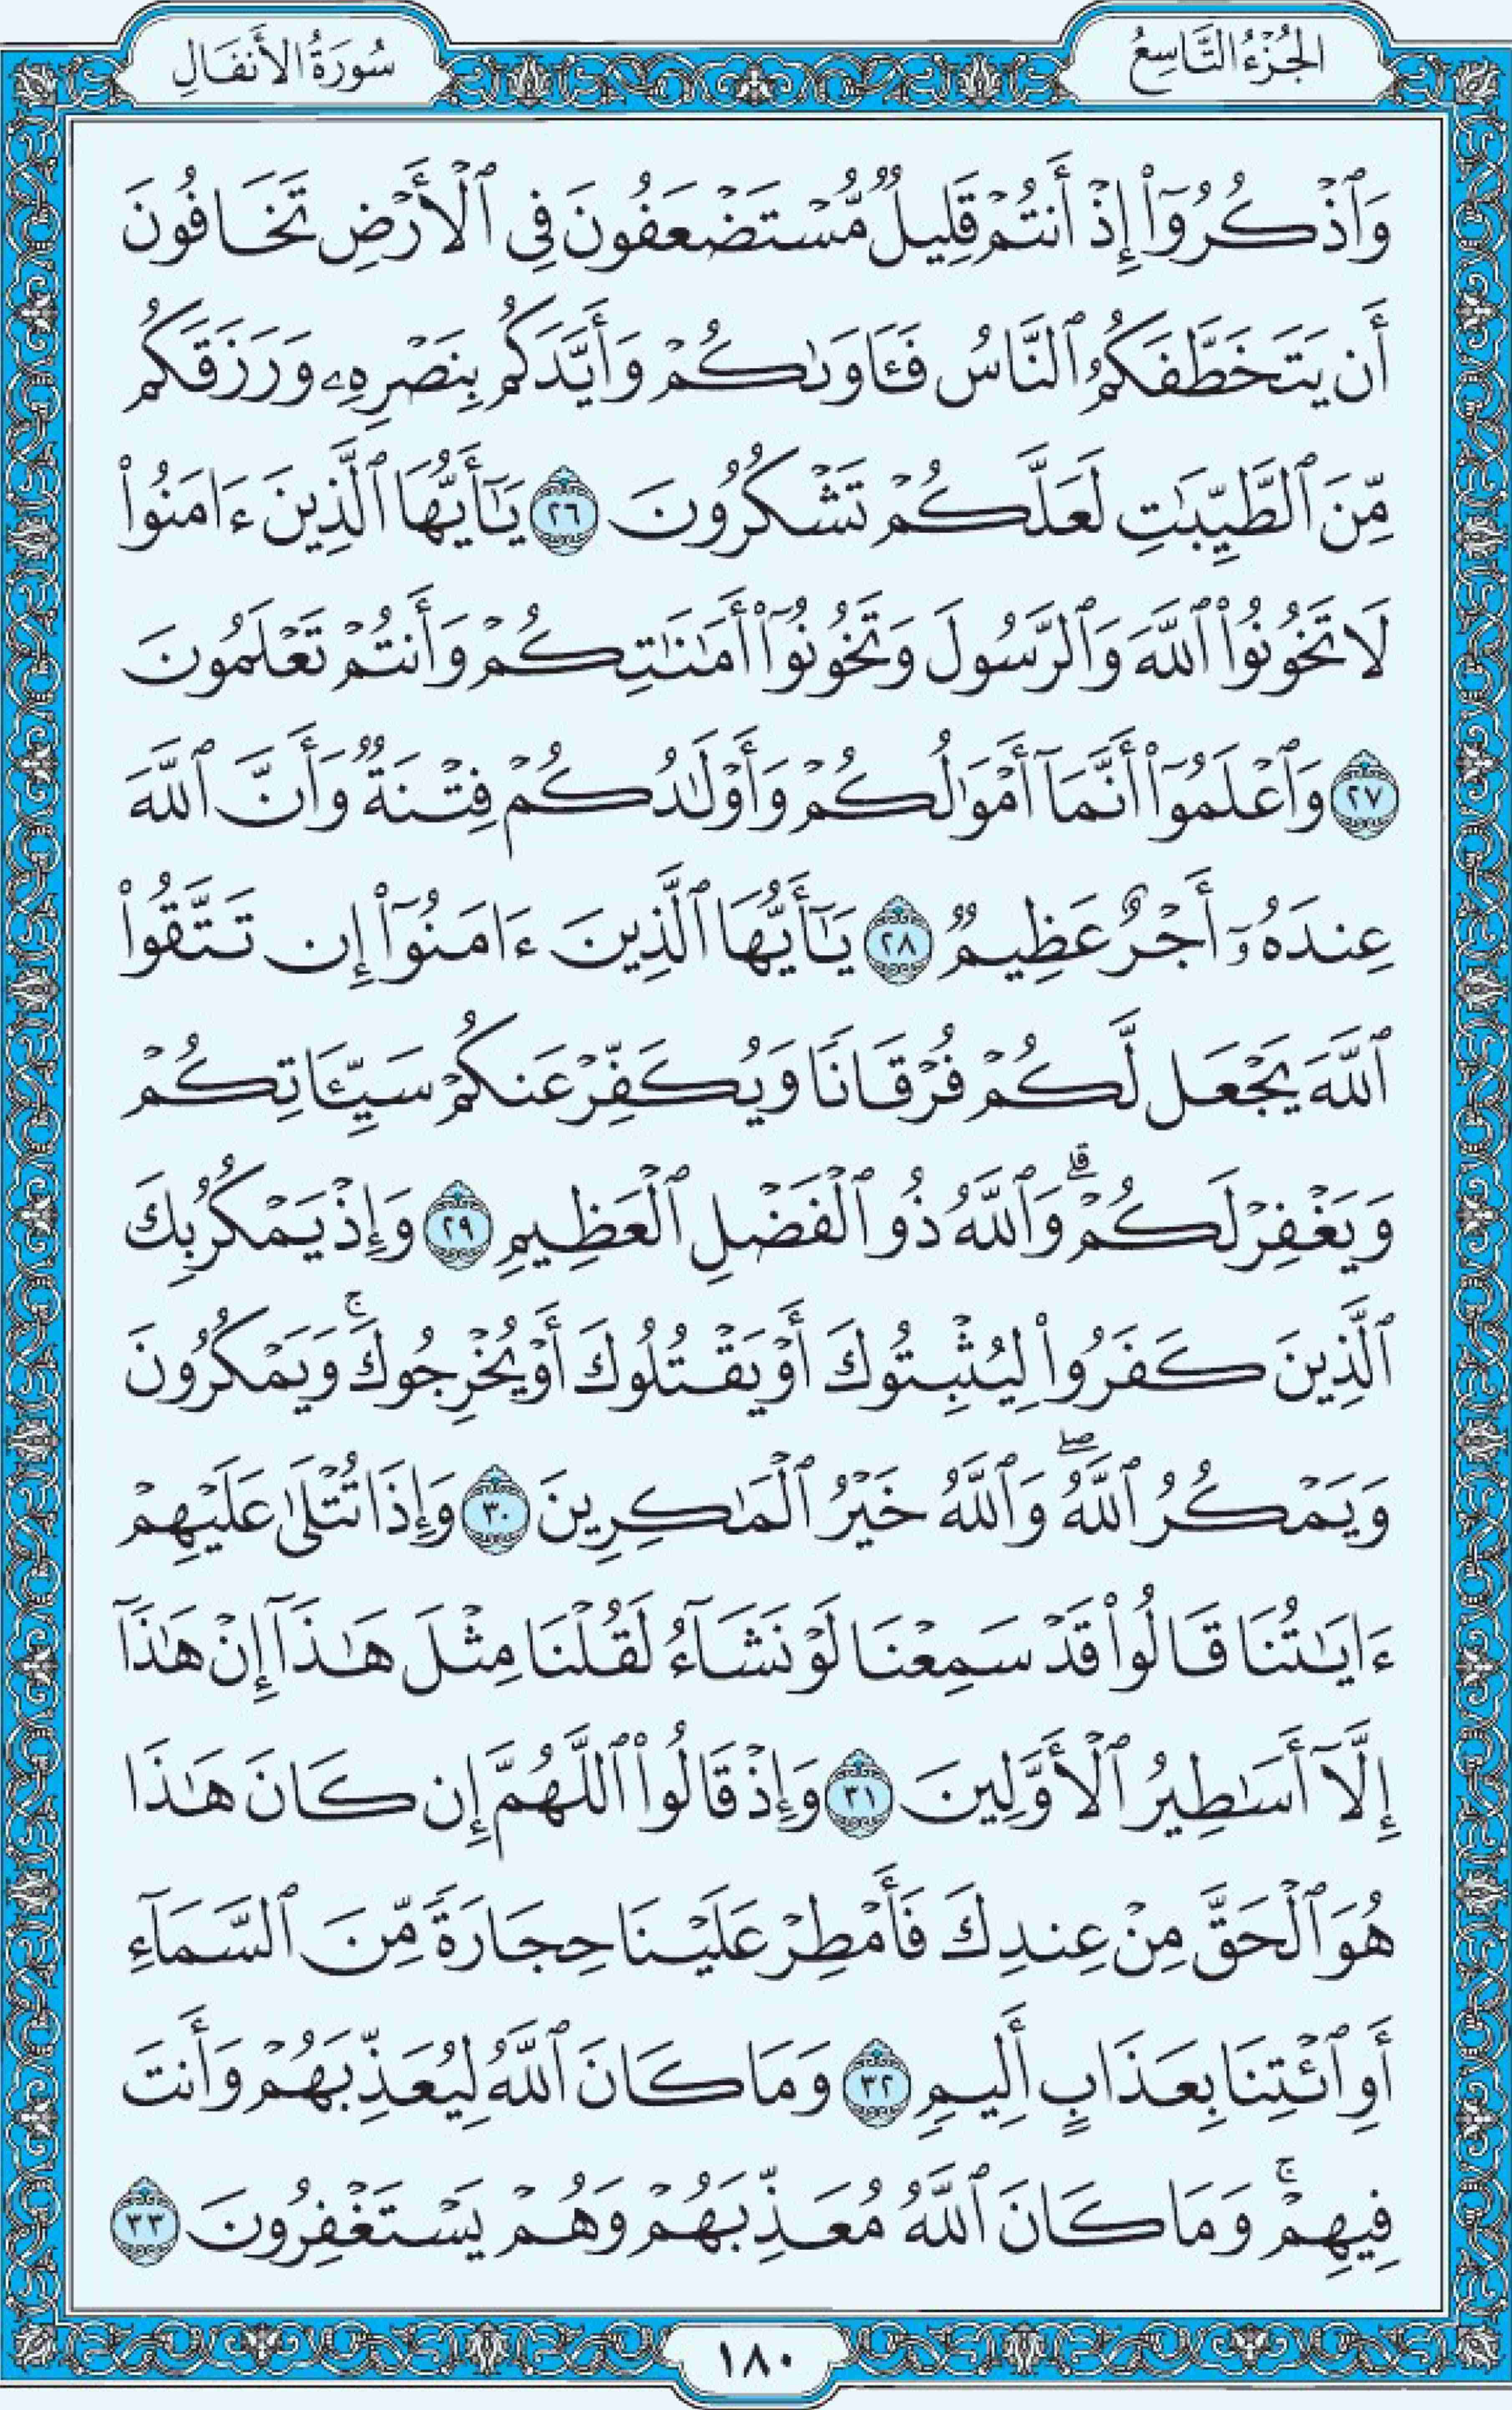 الجُزْءُ التَّاسِعُ
سُورَةُ الأَنفَالِ
وَٱذْكُرُوٓا۟ إِذْ أَنتُمْ قَلِيلٌ مُّسْتَضْعَفُونَ فِى ٱلْأَرْضِ تَخَافُونَ
أَن يَتَخَطَّفَكُمُ ٱلنَّاسُ فَـَٔاوَىٰكُمْ وَأَيَّدَكُم بِنَصْرِهِۦ وَرَزَقَكُم
مِّنَ ٱلطَّيِّبَٰتِ لَعَلَّكُمْ تَشْكُرُونَ ٢٦ يَٰٓأَيُّهَا ٱلَّذِينَ ءَامَنُوا۟
لَا تَخُونُوا۟ ٱللَّهَ وَٱلرَّسُولَ وَتَخُونُوٓا۟ أَمَٰنَٰتِكُمْ وَأَنتُمْ تَعْلَمُونَ
٢٧ وَٱعْلَمُوٓا۟ أَنَّمَآ أَمْوَٰلُكُمْ وَأَوْلَٰدُكُمْ فِتْنَةٌ وَأَنَّ ٱللَّهَ
عِندَهُۥٓ أَجْرٌ عَظِيمٌ ٢٨ يَٰٓأَيُّهَا ٱلَّذِينَ ءَامَنُوٓا۟ إِن تَتَّقُوا۟
ٱللَّهَ يَجْعَل لَّكُمْ فُرْقَانًا وَيُكَفِّرْ عَنكُمْ سَيِّـَٔاتِكُمْ
وَيَغْفِرْ لَكُمْ ۗ وَٱللَّهُ ذُو ٱلْفَضْلِ ٱلْعَظِيمِ ٢٩ وَإِذْ يَمْكُرُ بِكَ
ٱلَّذِينَ كَفَرُوا۟ لِيُثْبِتُوكَ أَوْ يَقْتُلُوكَ أَوْ يُخْرِجُوكَ ۚ وَيَمْكُرُونَ
وَيَمْكُرُ ٱللَّهُ ۖ وَٱللَّهُ خَيْرُ ٱلْمَٰكِرِينَ ٣٠ وَإِذَا تُتْلَىٰ عَلَيْهِمْ
ءَايَٰتُنَا قَالُوا۟ قَدْ سَمِعْنَا لَوْ نَشَآءُ لَقُلْنَا مِثْلَ هَٰذَآ إِنْ هَٰذَآ
إِلَّآ أَسَٰطِيرُ ٱلْأَوَّلِينَ ٣١ وَإِذْ قَالُوا۟ ٱللَّهُمَّ إِن كَانَ هَٰذَا
هُوَ ٱلْحَقَّ مِنْ عِندِكَ فَأَمْطِرْ عَلَيْنَا حِجَارَةً مِّنَ ٱلسَّمَآءِ
أَوِ ٱئْتِنَا بِعَذَابٍ أَلِيمٍ ٣٢ وَمَا كَانَ ٱللَّهُ لِيُعَذِّبَهُمْ وَأَنتَ
فِيهِمْ ۚ وَمَا كَانَ ٱللَّهُ مُعَذِّبَهُمْ وَهُمْ يَسْتَغْفِرُونَ ٣٣
١٨٠